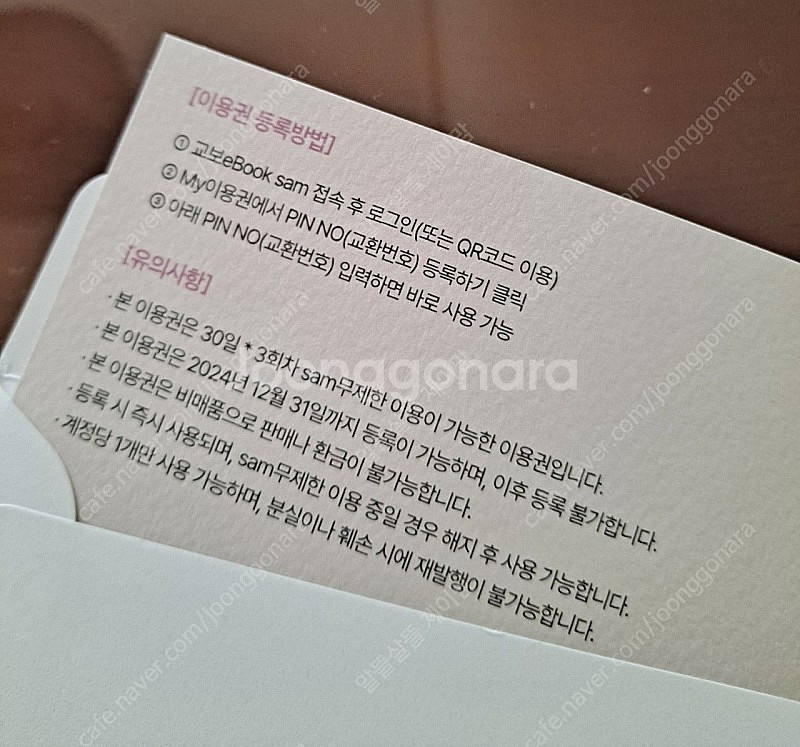 [이용권 등록방법]
① 교보eBook sam 접속 후 로그인(또는 QR코드 이용)
② My이용권에서 PIN NO(교환번호) 등록하기 클릭
③ 아래 PIN NO(교환번호) 입력하면 바로 사용 가능
[유의사항]
· 본 이용권은 30일 * 3회차 sam무제한 이용이 가능한 이용권입니다.
· 본 이용권은 2024년 12월 31일까지 등록이 가능하며, 이후 등록 불가합니다.
· 본 이용권은 비매품으로 판매나 환금이 불가능합니다.
· 등록 시 즉시 사용되며, sam무제한 이용 중일 경우 해지 후 사용 가능합니다.
· 계정당 1개만 사용 가능하며, 분실이나 훼손 시에 재발행이 불가능합니다.
joonggonara
cafe.naver.com/joonggonara